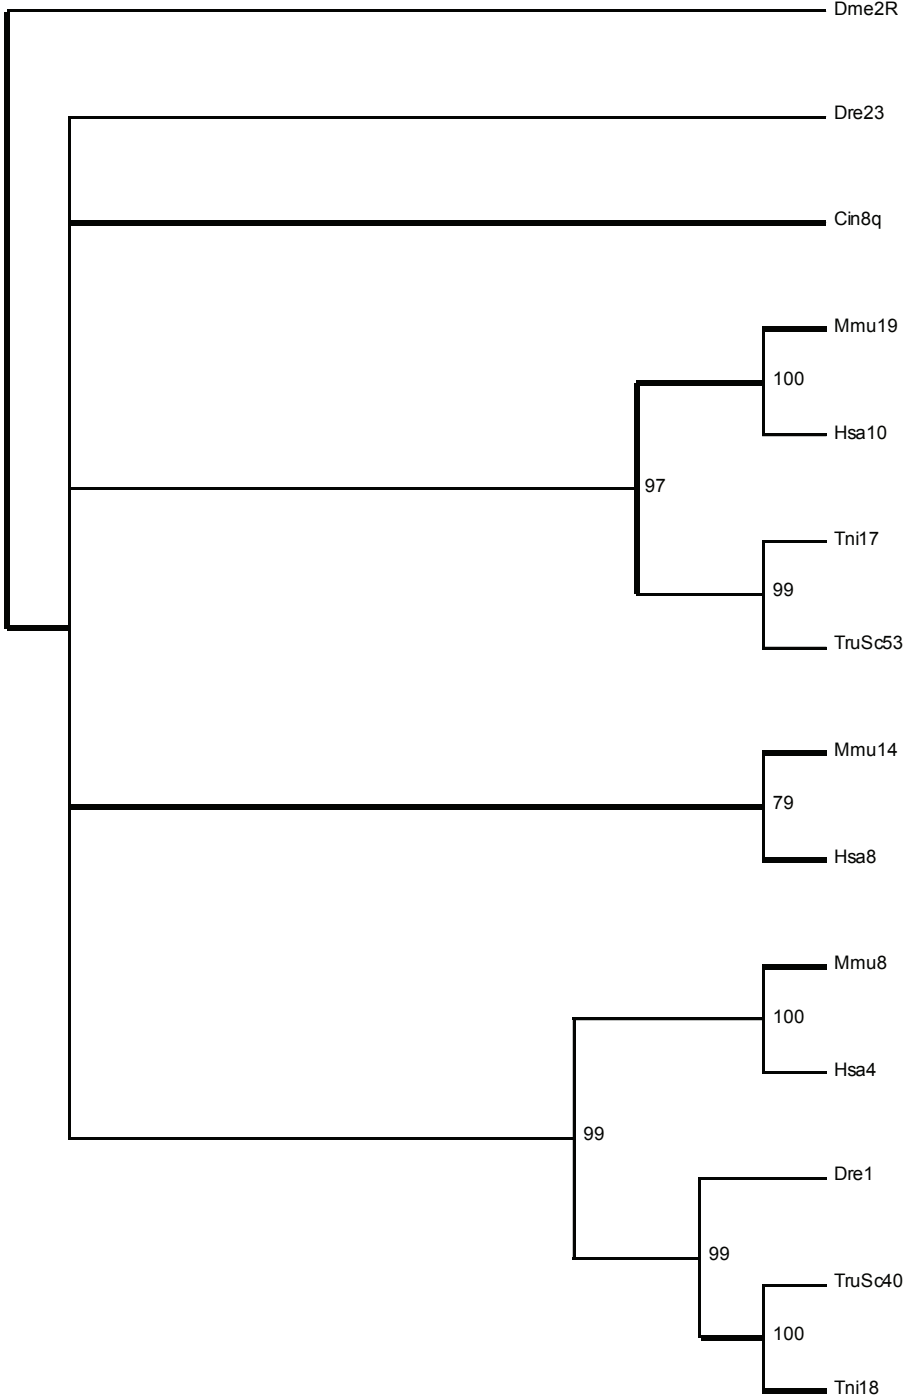 Dme2R
Dre23
Cin8q
Mmu19
100
Hsa10
97
Tni17
99
TruSc53
Mmu14
79
Hsa8
Mmu8
100
Hsa4
99
Dre1
99
TruSc40
100
Tni18